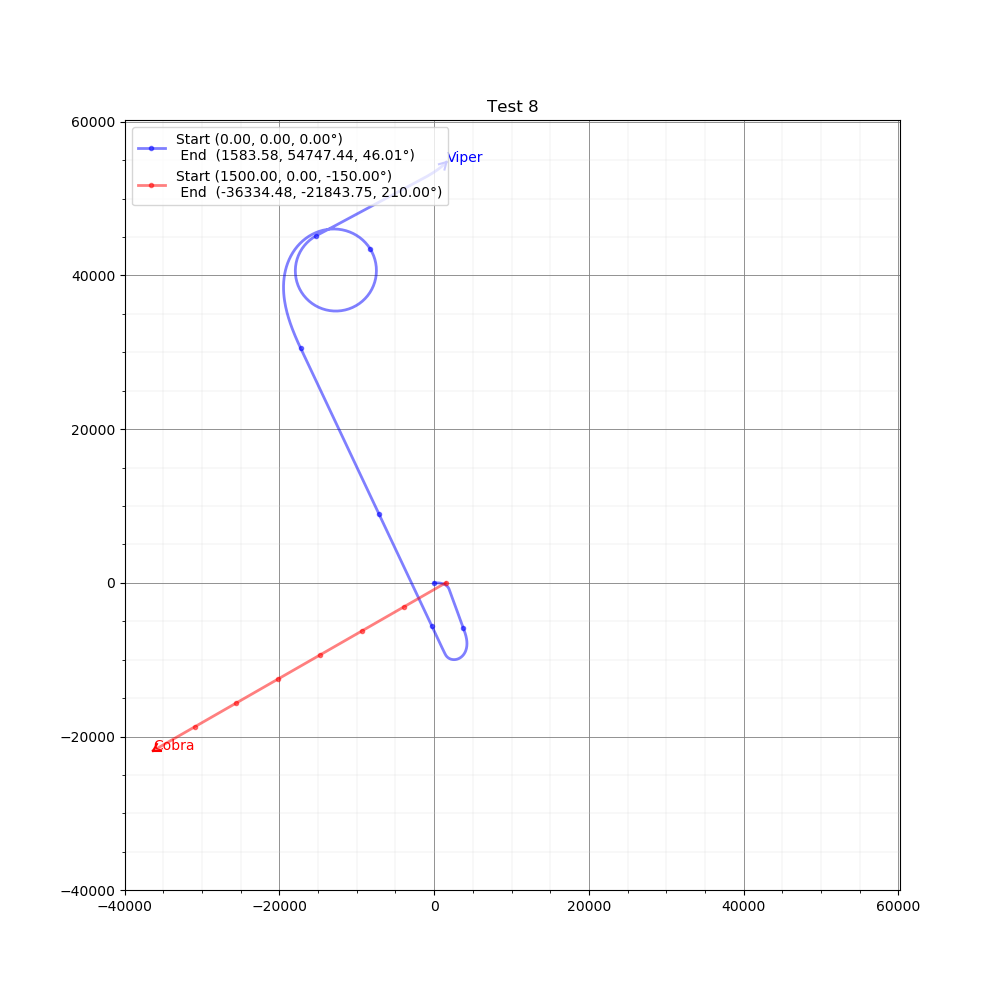 Test 8
Start (0.00, 0.00, 0.00°)
End  (1583.58, 54747.44, 46.01°)
Start (1500.00, 0.00, -150.00°)
End  (-36334.48, -21843.75, 210.00°)
Viper
Cobra
60000
40000
20000
0
−20000
−40000
−40000
−20000
0
20000
40000
60000